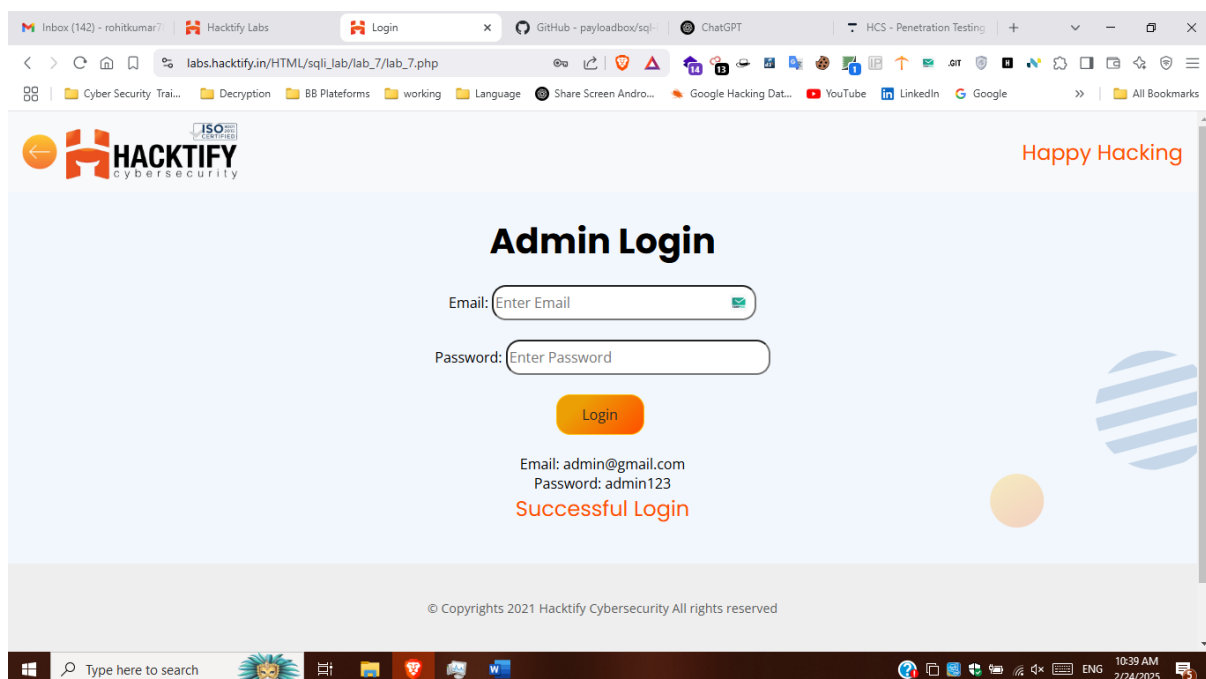 Inbox (142) - rohitkumar7 Hacktify Labs Login GitHub - payloadbox/sql- ChatGPT HCS - Penetration Testing
labs.hacktify.in/HTML/sqli_lab/lab_7/lab_7.php
Cyber Security Trai... Decryption BB Plateforms working Language Share Screen Andro... Google Hacking Dat... YouTube LinkedIn Google All Bookmarks
ISO
CERTIFIED
HACKTIFY
cybersecurity
Happy Hacking
Admin Login
Email: Enter Email
Password: Enter Password
Login
Email: admin@gmail.com
Password: admin123
Successful Login
© Copyrights 2021 Hacktify Cybersecurity All rights reserved
Type here to search
ENG
10:39 AM
2/24/2025